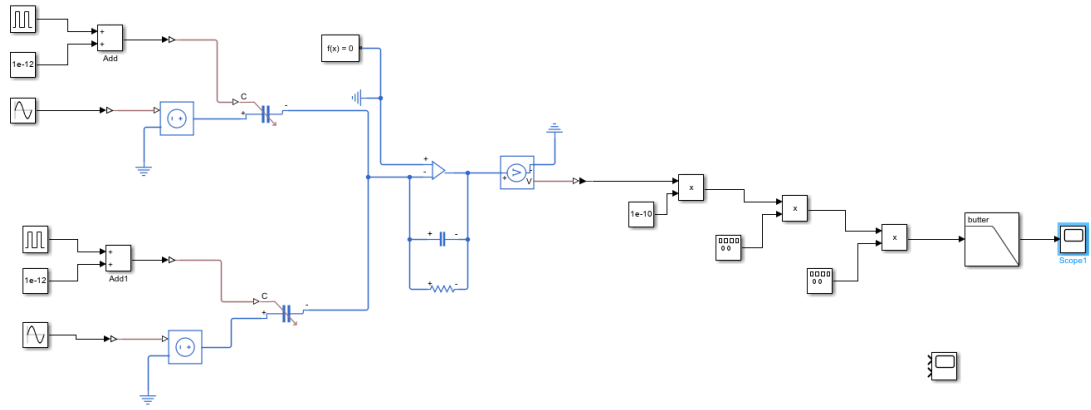 +
+
Add
1e-12
C
+
-
f(x) = 0
+
-
+
V
-
+
-
+
-
1e-10
x
x
x
butter
Scope1
+
+
Add1
1e-12
C
+
-